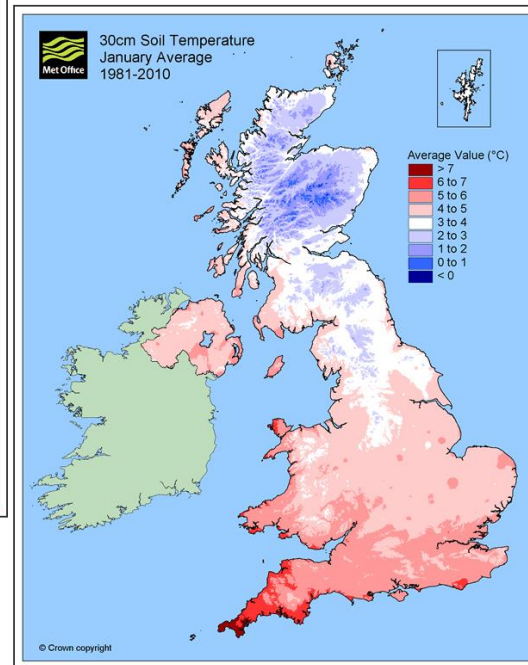 Met Office
30cm Soil Temperature
January Average
1981-2010
Average Value (°C)
> 7
6 to 7
5 to 6
4 to 5
3 to 4
2 to 3
1 to 2
0 to 1
< 0
© Crown copyright